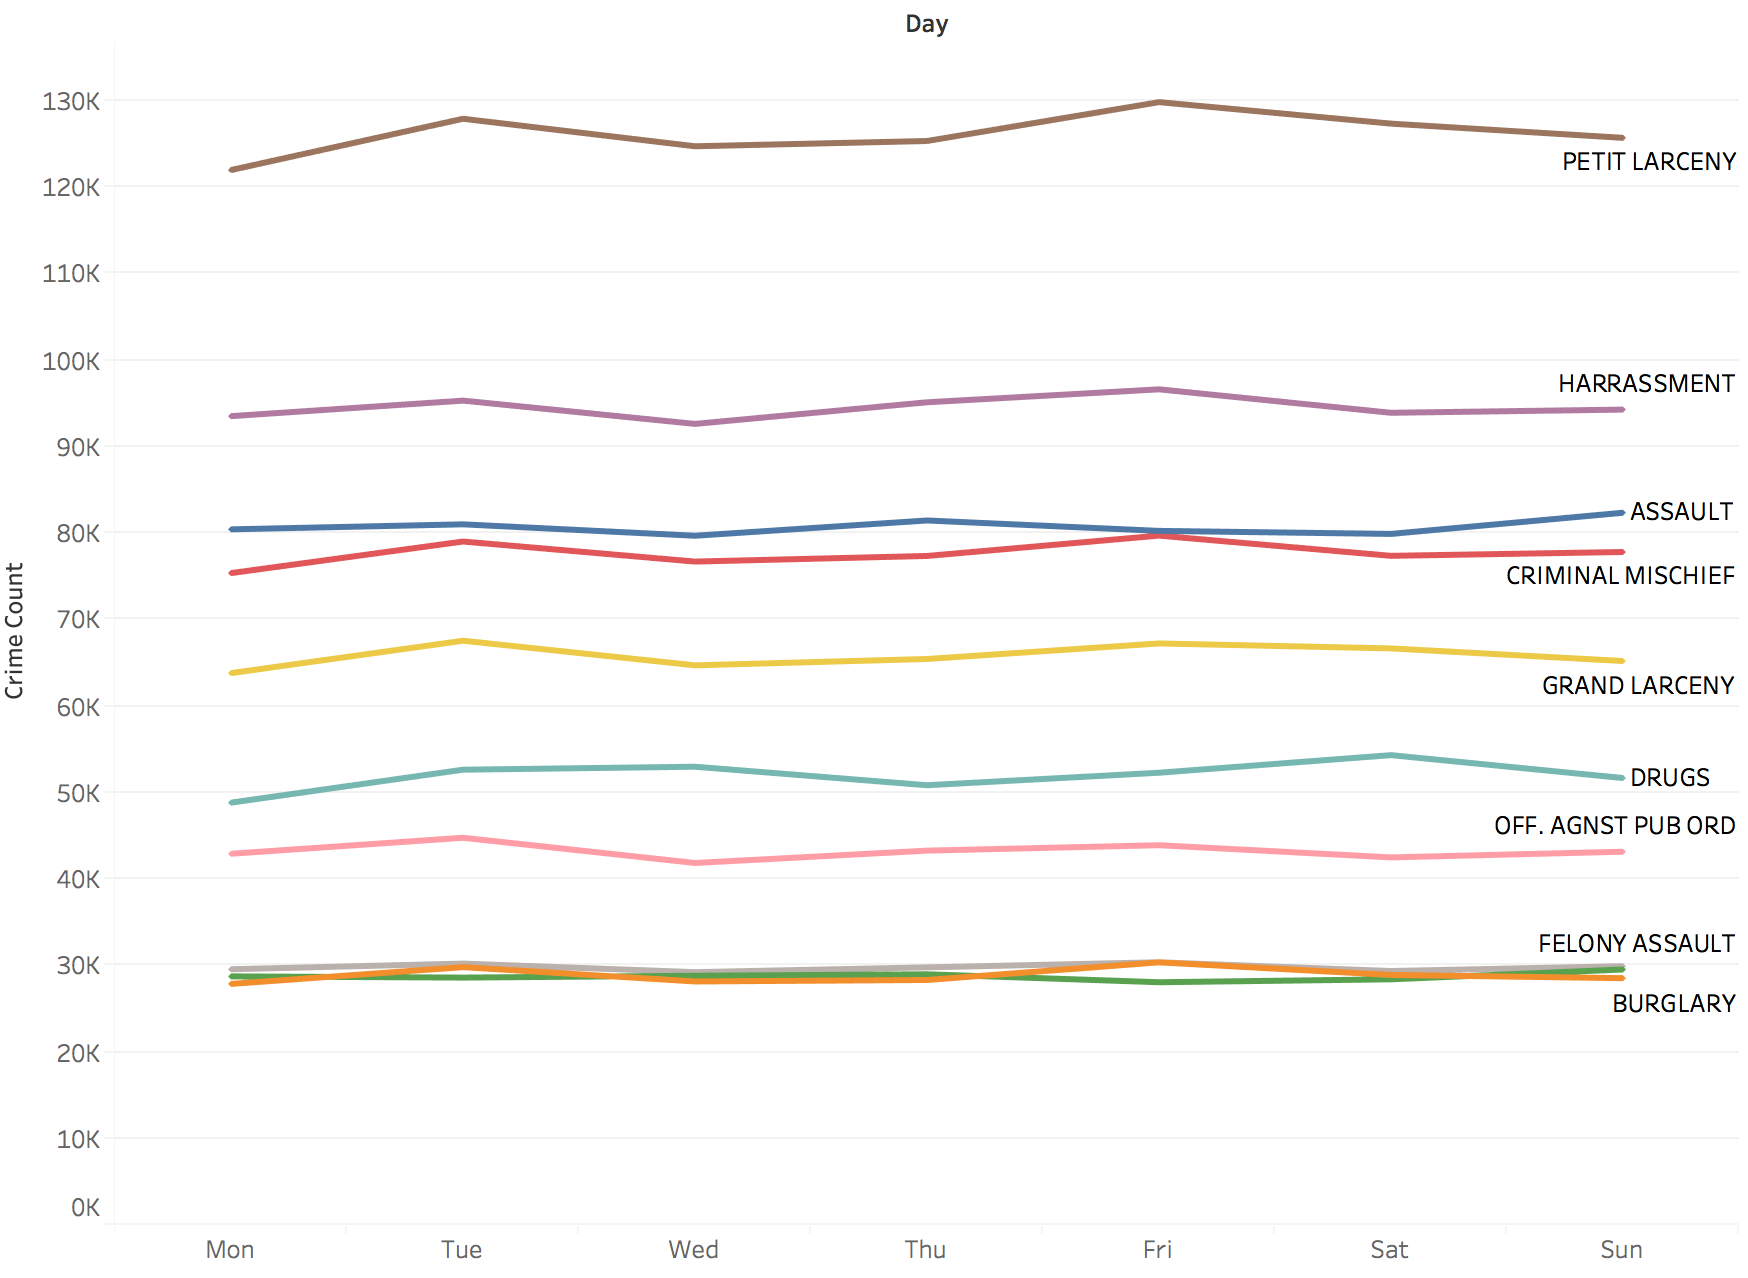 Day
130K
120K
110K
100K
90K
80K
70K
60K
50K
40K
30K
20K
10K
0K
Crime Count
PETIT LARCENY
HARRASSMENT
ASSAULT
CRIMINAL MISCHIEF
GRAND LARCENY
DRUGS
OFF. AGNST PUB ORD
FELONY ASSAULT
BURGLARY
Mon Tue Wed Thu Fri Sat Sun